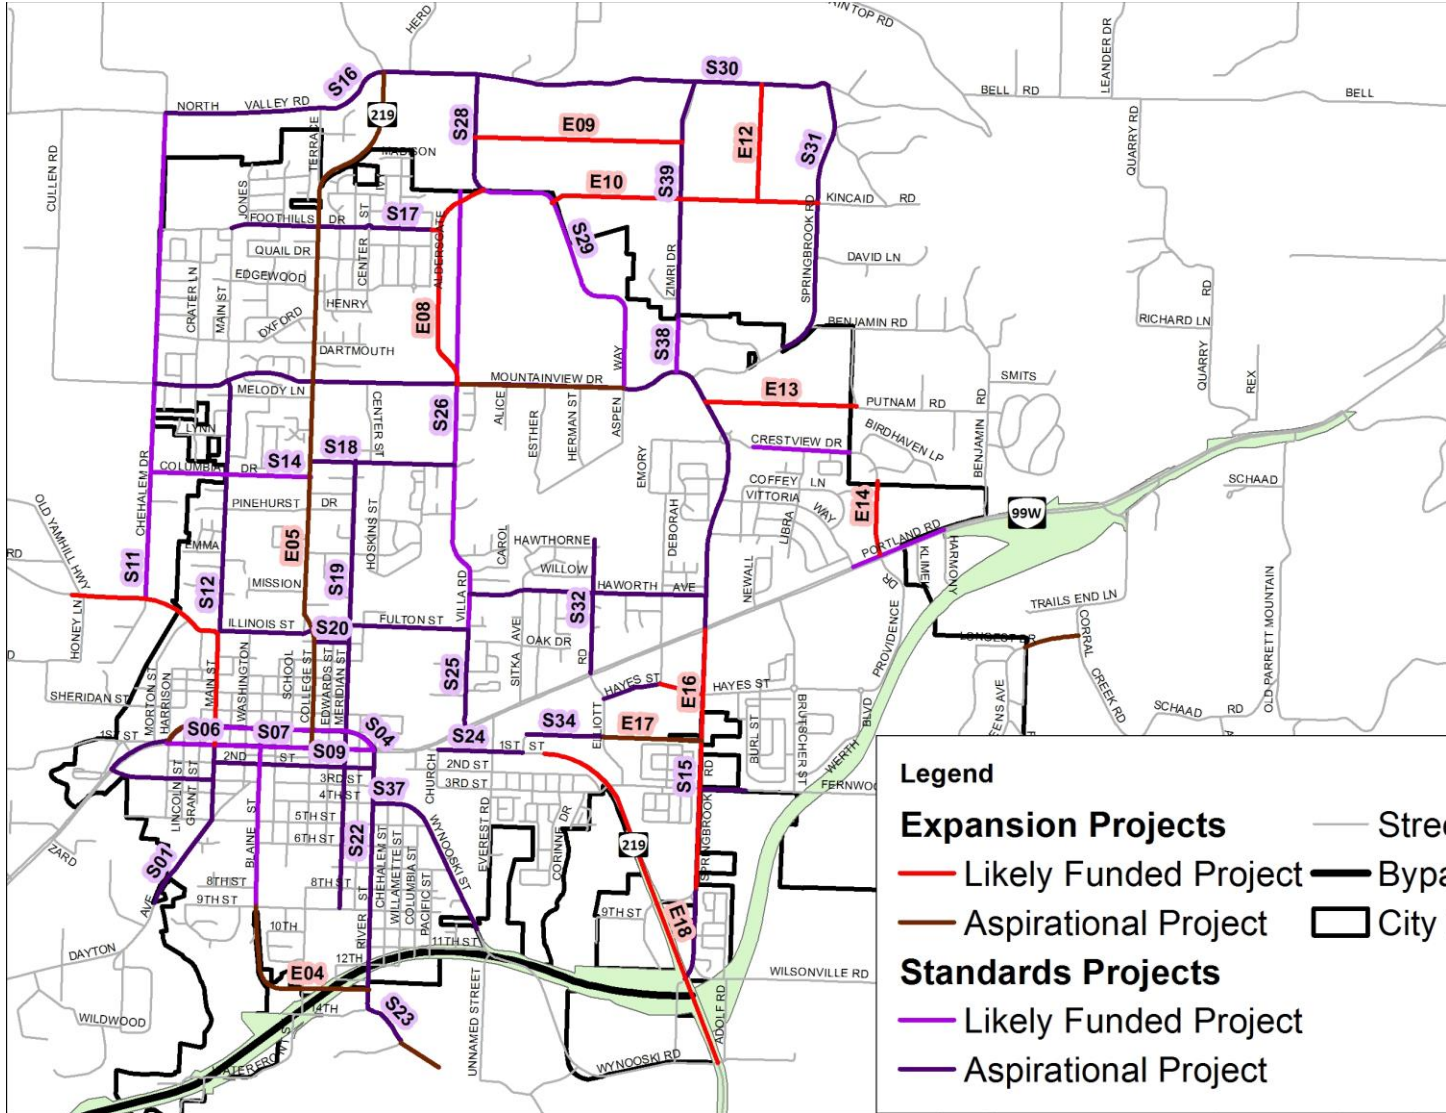 HERD
BELL RD
LEANDER DR
BELL
S30
S16
NORTH VALLEY RD
219
S28
E09
E12
S31
QUARRY RD
CULLEN RD
TERRACE
MADISON
IVY
JONES
S39
E10
KINCAID RD
S17
FOOTHILLS DR
CENTER ST
ALDERSGATE
S29
SPRINGBROOK RD
QUAIL DR
EDGEWOOD
DAVID LN
ZIMRI DR
CRATER LN
MAIN ST
HENRY
OXFORD
E08
RICHARD LN
QUARRY RD
BENJAMIN RD
S38
DARTMOUTH
WAY
MOUNTAINVIEW DR
MELODY LN
E13
SMITS
REX
PUTNAM RD
CENTER ST
S26
ALICE
ESTHER
HERMAN ST
ASPEN
LYNN
CRESTVIEW DR
BIRDHAVEN LP
BENJAMIN RD
S18
S14
COLUMBIA DR
CHEHALEM DR
EMORY
COFFEY LN
VITTORIA WAY
LIBRA
E14
SCHAAD
OLD YAMHILL HWY
RD
PINEHURST DR
99W
DEBORAH
HOSKINS ST
E05
EMMA
CAROL
HAWTHORNE
WILLOW
PORTLAND RD
KLIMEK
HARMONY
S11
S12
MISSION
S19
VILLA RD
HAWORTH AVE
S32
NEWALL
DR
PROVIDENCE
TRAILS END LN
HONEY LN
ILLINOIS ST
S20
FULTON ST
SITKA AVE
OAK DR
RD
LONGEST DR
CORRAL CREEK RD
OLD PARRETT MOUNTAIN
D
SHERIDAN ST
MORTON ST
HARRISON
MAIN ST
WASHINGTON
SCHOOL
COLLEGE ST
EDWARDS ST
MERIDIAN ST
S25
HAYES ST
E16
HAYES ST
BURL ST
BRUTSCHER ST
WERTH BLVD
SCHAAD RD
1ST ST
S06
S07
S04
S09
S24
S34
ELLIOTT
E17
2ND ST
1ST ST
2ND ST
3RD ST
3RD ST
4TH ST
S37
CHURCH
S15
RD
LINCOLN ST
GRANT ST
5TH ST
6TH ST
BLAINE ST
S22
WYNOOSKI ST
EVEREST RD
CORINNE DR
219
SPRINGBROOK
S01
ZARD
8TH ST
8TH ST
9TH ST
AVE
DAYTON
CHEHALEM ST
WILLAMETTE ST
COLUMBIA ST
PACIFIC ST
RIVER ST
9TH ST
E18
10TH
11TH ST
12TH
E04
14TH
WILSONVILLE RD
WILDWOOD
S23
UNNAMED STREET
ADOLF RD
WATERFRONT ST
WYNOOSKI RD
Legend
Expansion Projects
Likely Funded Project
Aspirational Project
Standards Projects
Likely Funded Project
Aspirational Project
City